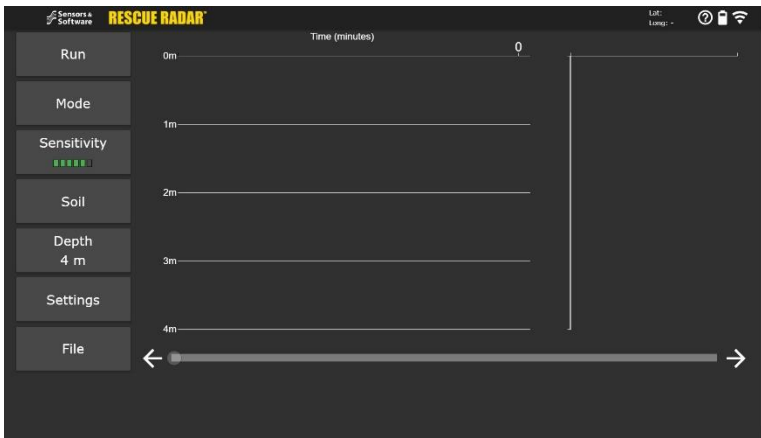 Sensors &
Software
RESCUE RADAR™
Lat:
Long: -
Run
Mode
Sensitivity
Soil
Depth
4 m
Settings
File
Time (minutes)
0
0m
1m
2m
3m
4m